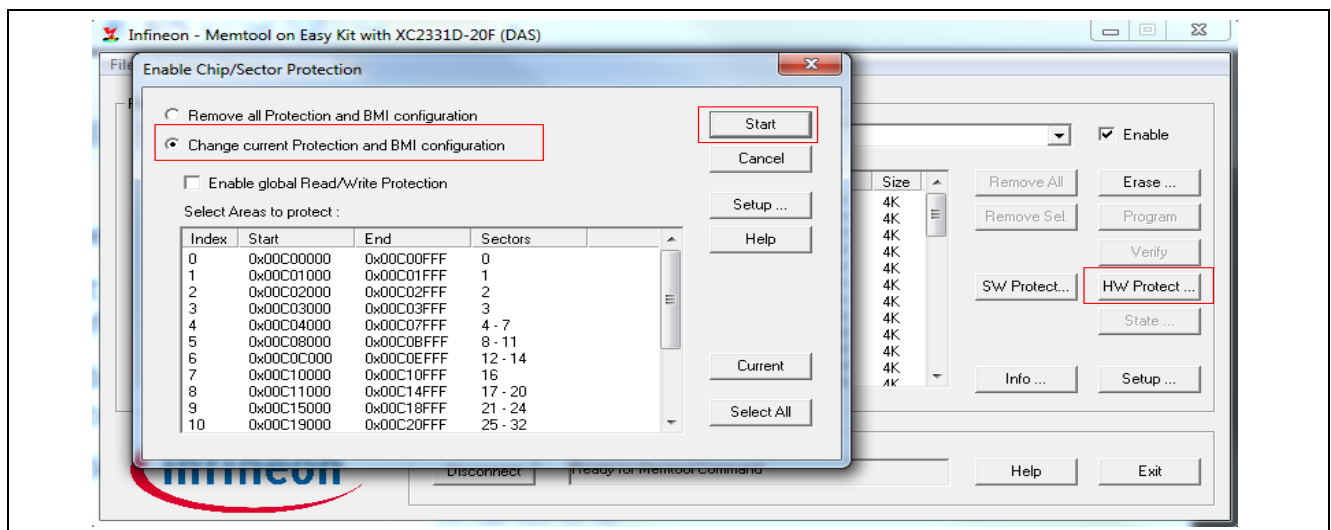 Infineon - Memtool on Easy Kit with XC2331D-20F (DAS)
File
Enable Chip/Sector Protection
Remove all Protection and BMI configuration
Change current Protection and BMI configuration
Enable global Read/Write Protection
Select Areas to protect :
Index Start End Sectors
0 0x00C00000 0x00C00FFF 0
1 0x00C01000 0x00C01FFF 1
2 0x00C02000 0x00C02FFF 2
3 0x00C03000 0x00C03FFF 3
4 0x00C04000 0x00C07FFF 4 - 7
5 0x00C08000 0x00C0BFFF 8 - 11
6 0x00C0C000 0x00C0EFFF 12 - 14
7 0x00C10000 0x00C10FFF 16
8 0x00C11000 0x00C14FFF 17 - 20
9 0x00C15000 0x00C18FFF 21 - 24
10 0x00C19000 0x00C20FFF 25 - 32
Start
Cancel
Setup ...
Help
Current
Select All
Enable
Size
4K
4K
4K
4K
4K
4K
4K
4K
4K
4K
4K
4K
Remove All
Erase ...
Remove Sel.
Program
Verify
SW Protect...
HW Protect ...
State ...
Info ...
Setup ...
Infineon
Disconnect
Ready for Memtool Command
Help
Exit